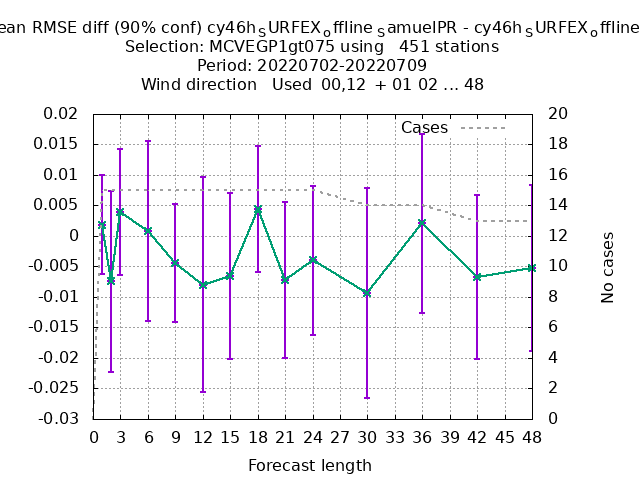 ean RMSE diff (90% conf) cy46h_SURFEX_offline_samuelPR - cy46h_SURFEX_offline
Selection: MCVEGP1gt075 using 451 stations
Period: 20220702-20220709
Wind direction Used 00,12 + 01 02 ... 48
Cases
0.02
0.015
0.01
0.005
0
-0.005
-0.01
-0.015
-0.02
-0.025
-0.03
20
18
16
14
12
10
8
6
4
2
0
No cases
0 3 6 9 12 15 18 21 24 27 30 33 36 39 42 45 48
Forecast length